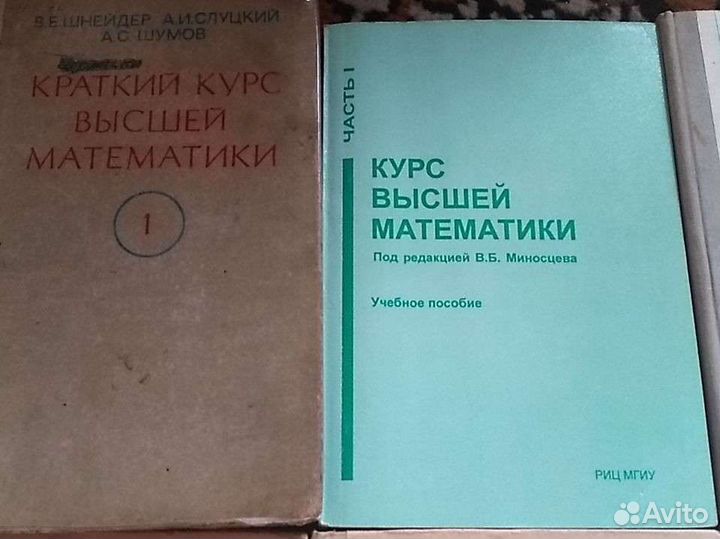 В.Е.ШНЕЙДЕР А.И.СЛУЦКИЙ
А.С. ШУМОВ
КРАТКИЙ КУРС
ВЫСШЕЙ
МАТЕМАТИКИ
1
ЧАСТЬ I
КУРС
ВЫСШЕЙ
МАТЕМАТИКИ
Под редакцией В.Б. Миносцева
Учебное пособие
РИЦ МГИУ
Avito